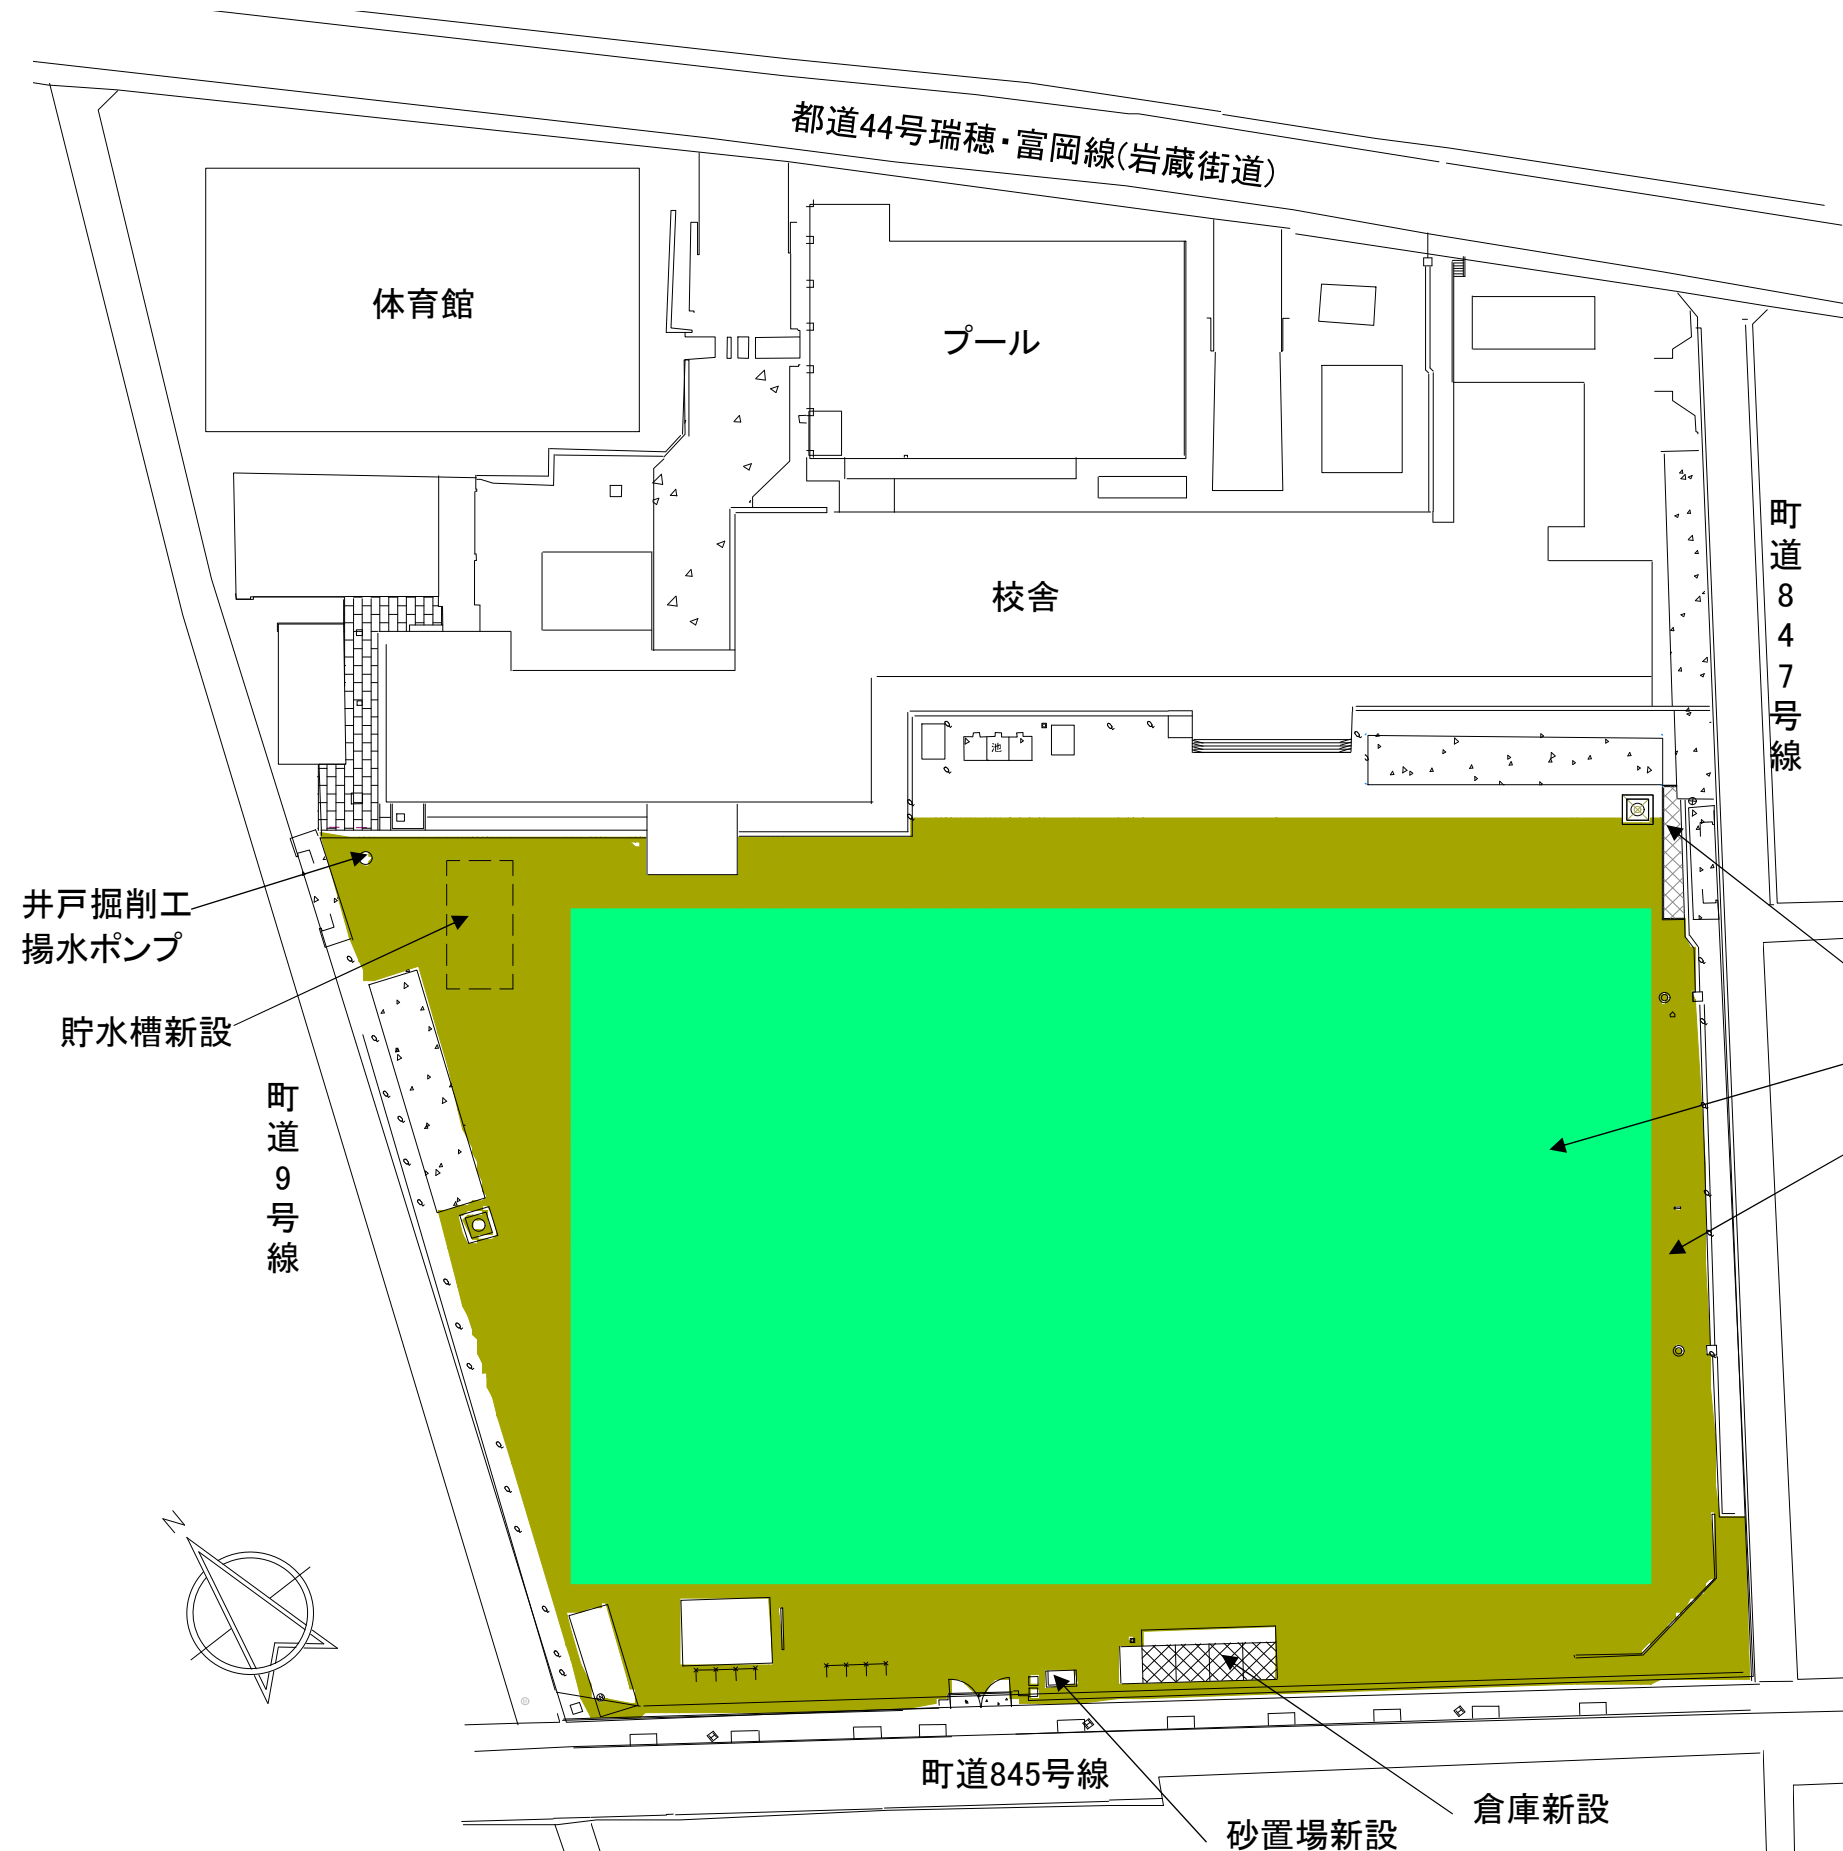 都道44号瑞穂・富岡線(岩蔵街道)
体育館
プール
校舎
町道847号線
池
井戸掘削工
揚水ポンプ
貯水槽新設
町道9号線
N
町道845号線
倉庫新設
砂置場新設